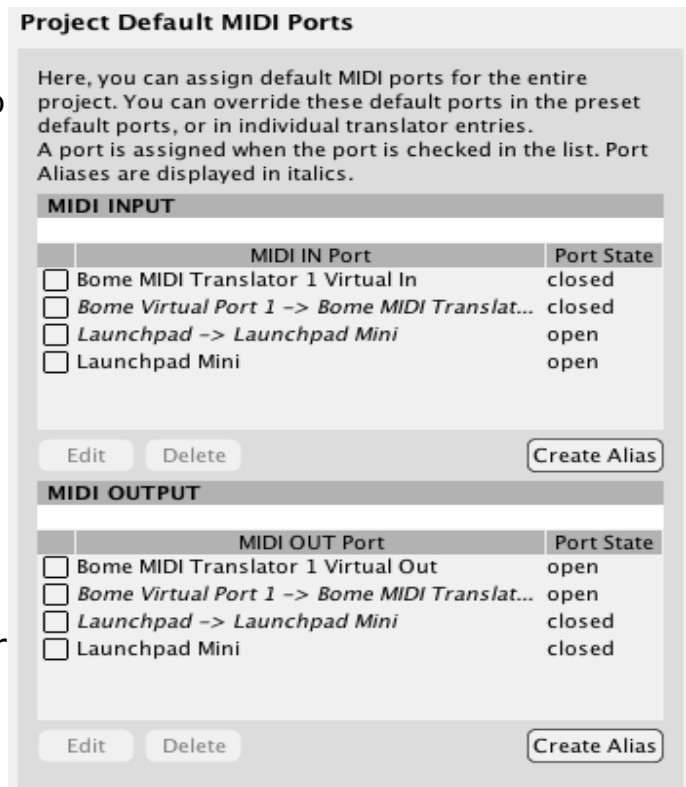 Project Default MIDI Ports
Here, you can assign default MIDI ports for the entire
project. You can override these default ports in the preset
default ports, or in individual translator entries.
A port is assigned when the port is checked in the list. Port
Aliases are displayed in italics.
MIDI INPUT
MIDI IN Port Port State
Bome MIDI Translator 1 Virtual In closed
Bome Virtual Port 1 -> Bome MIDI Translat... closed
Launchpad -> Launchpad Mini open
Launchpad Mini open
Edit Delete Create Alias
MIDI OUTPUT
MIDI OUT Port Port State
Bome MIDI Translator 1 Virtual Out open
Bome Virtual Port 1 -> Bome MIDI Translat... open
Launchpad -> Launchpad Mini closed
Launchpad Mini closed
Edit Delete Create Alias